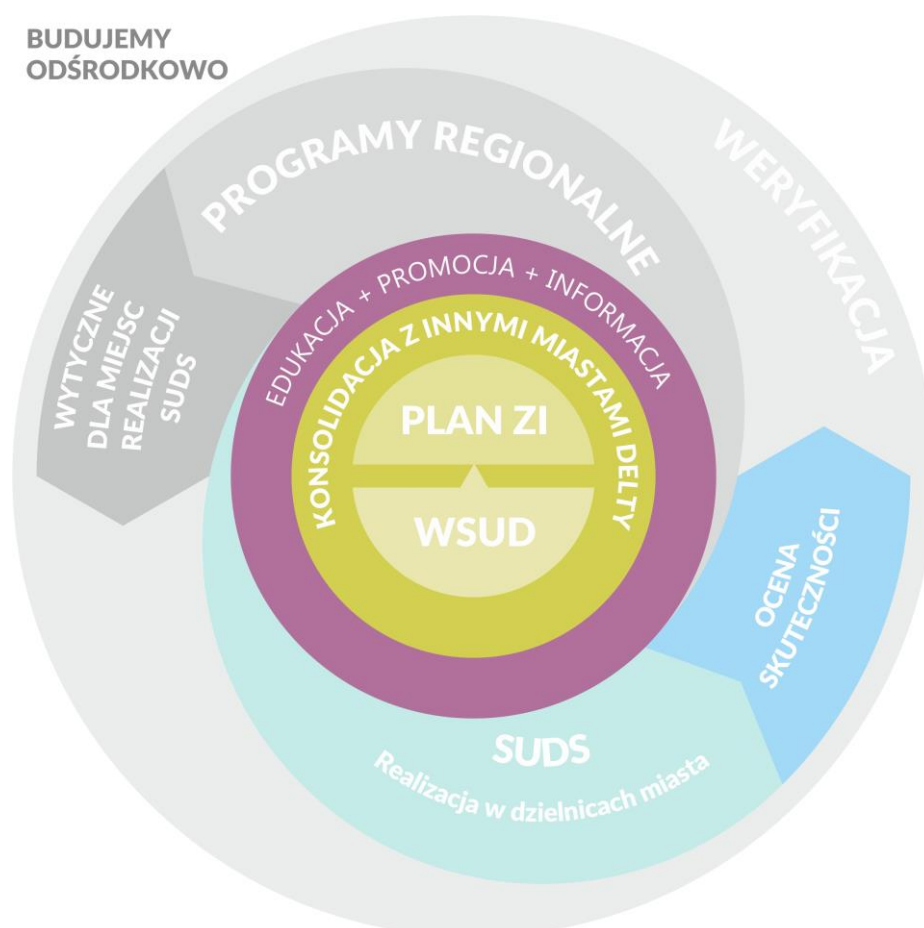 BUDUJEMY
ODŚRODKOWO
PROGRAMY REGIONALNE
WERYFIKACJA
WYTYCZNE
DLA MIEJSC
REALIZACJI
SUDS
EDUKACJA + PROMOCJA + INFORMACJA
KONSOLIDACJA Z INNYMI MIASTAMI DELTY
PLAN ZI
WSUD
OCENA
SKUTECZNOŚCI
SUDS
Realizacja w dzielnicach miasta